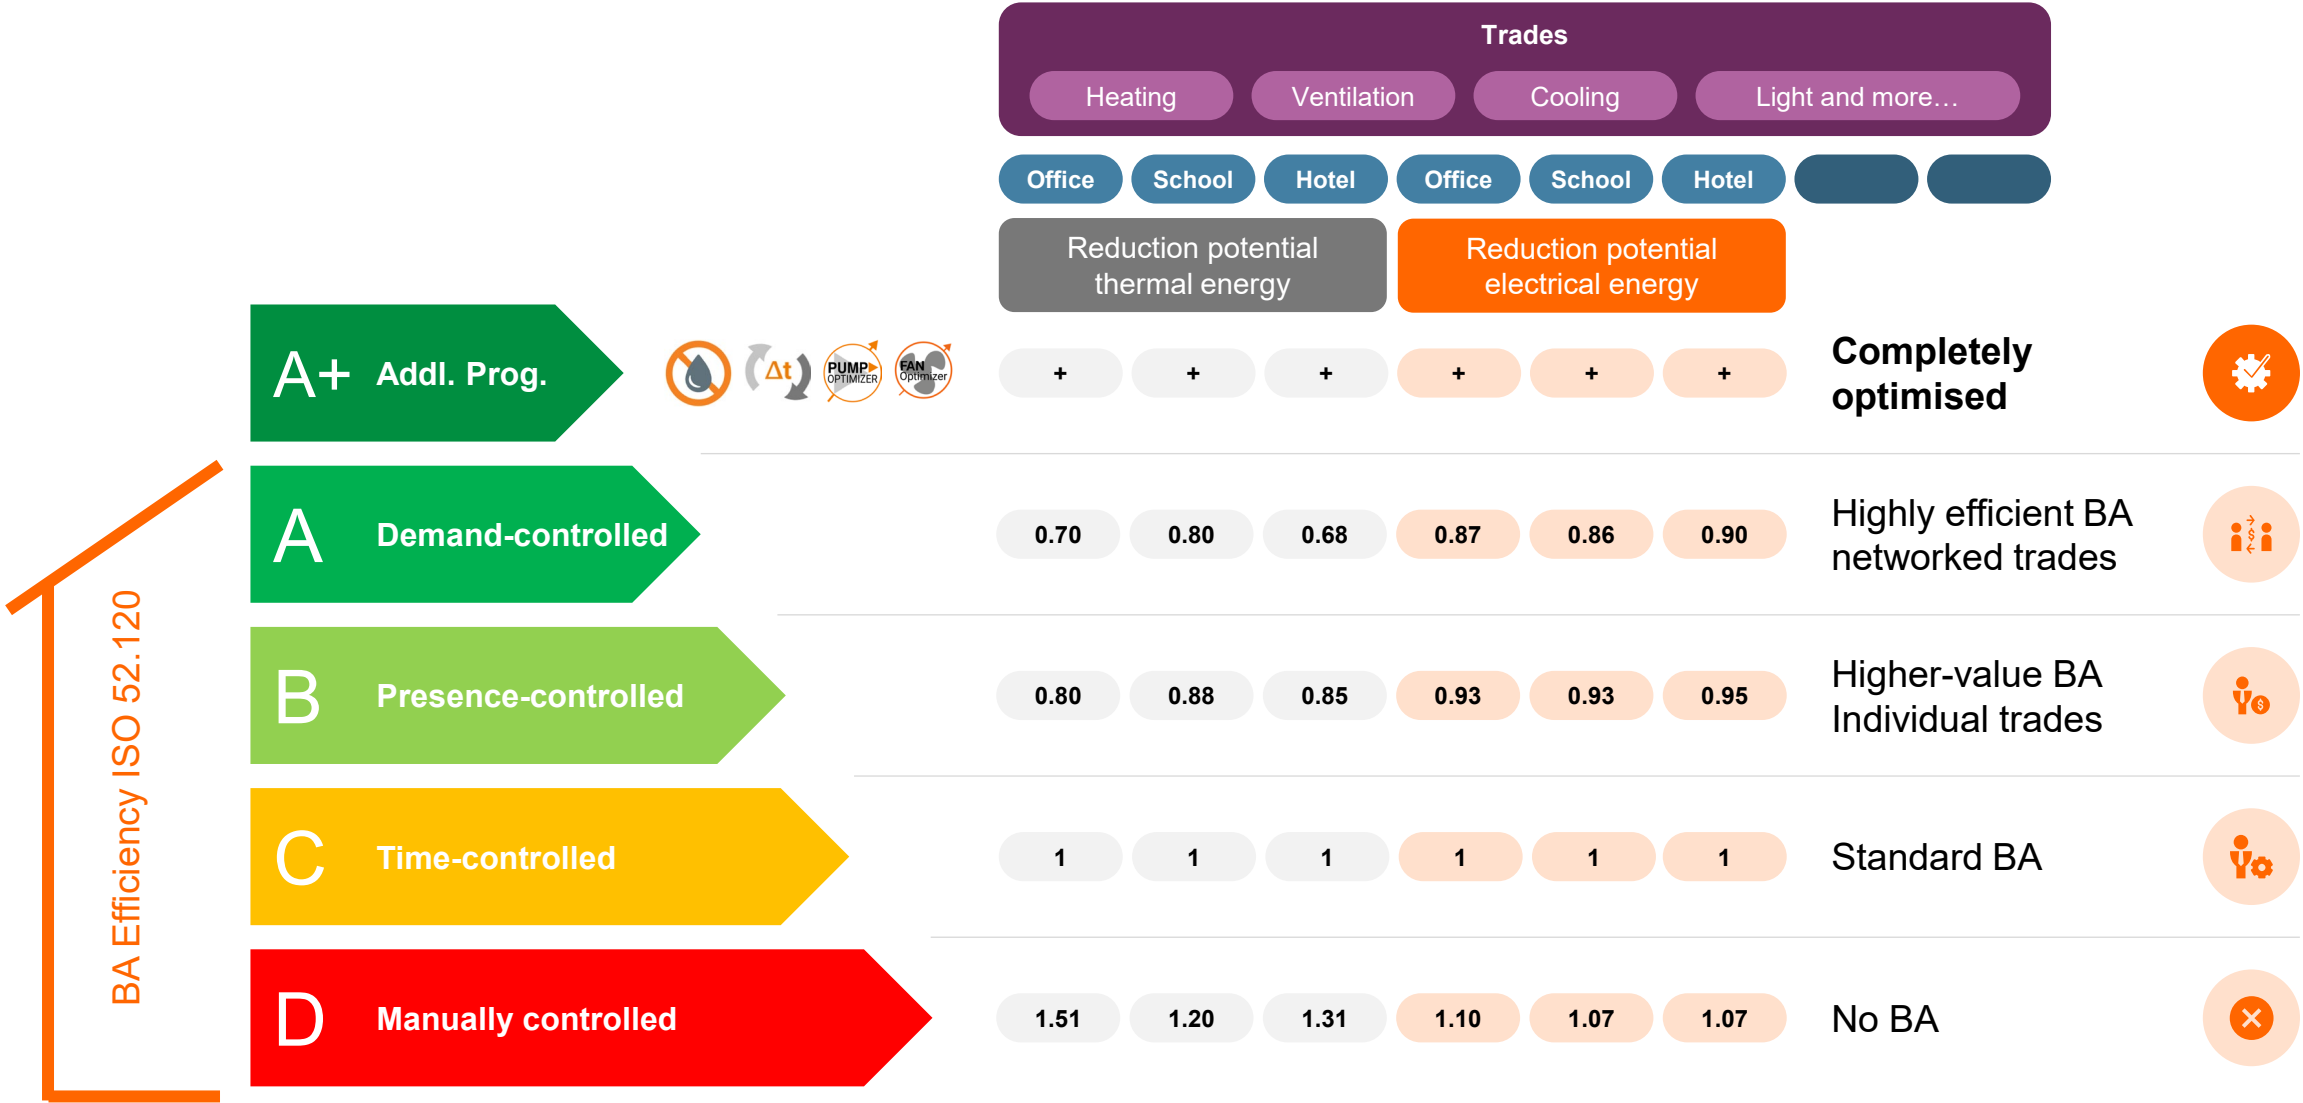 Trades
Heating Ventilation Cooling Light and more…
Office School Hotel Office School Hotel
Reduction potential
thermal energy
Reduction potential
electrical energy
A+ Addl. Prog.
Δt
PUMP
OPTIMIZER
FAN
Optimizer
+ + + + + +
Completely
optimised
A Demand-controlled
0.70 0.80 0.68 0.87 0.86 0.90
Highly efficient BA
networked trades
B Presence-controlled
0.80 0.88 0.85 0.93 0.93 0.95
Higher-value BA
Individual trades
C Time-controlled
1 1 1 1 1 1
Standard BA
D Manually controlled
1.51 1.20 1.31 1.10 1.07 1.07
No BA
BA Efficiency ISO 52.120